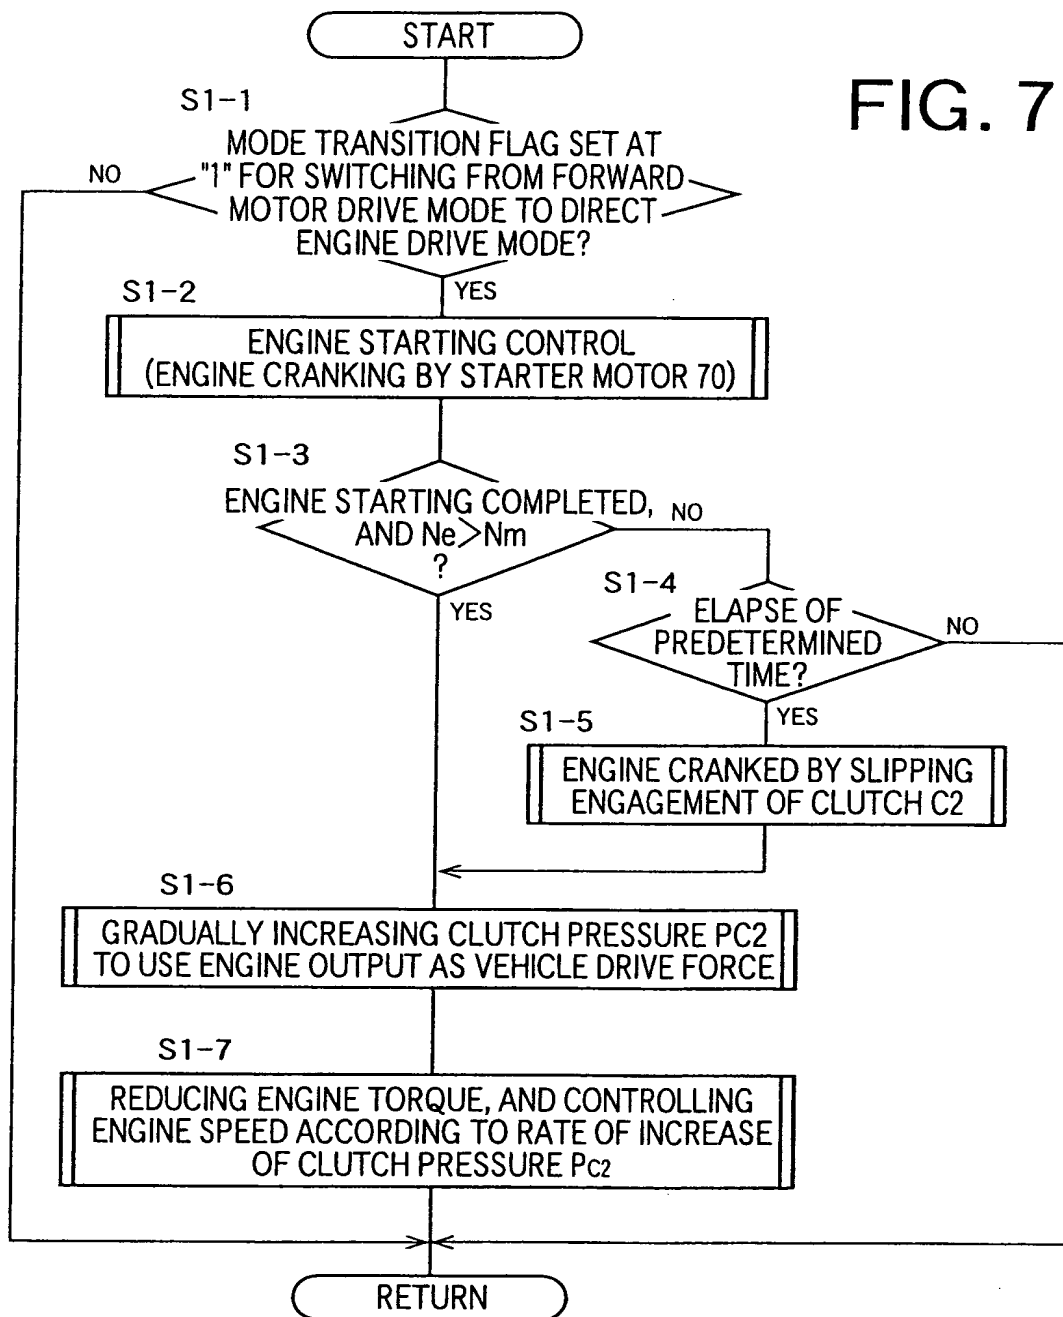 START
FIG. 7
S1-1
MODE TRANSITION FLAG SET AT
"1" FOR SWITCHING FROM FORWARD
MOTOR DRIVE MODE TO DIRECT
ENGINE DRIVE MODE?
NO
YES
S1-2
ENGINE STARTING CONTROL
(ENGINE CRANKING BY STARTER MOTOR 70)
S1-3
ENGINE STARTING COMPLETED,
AND Ne>Nm
?
NO
YES
S1-4
ELAPSE OF
PREDETERMINED
TIME?
NO
YES
S1-5
ENGINE CRANKED BY SLIPPING
ENGAGEMENT OF CLUTCH C2
S1-6
GRADUALLY INCREASING CLUTCH PRESSURE PC2
TO USE ENGINE OUTPUT AS VEHICLE DRIVE FORCE
S1-7
REDUCING ENGINE TORQUE, AND CONTROLLING
ENGINE SPEED ACCORDING TO RATE OF INCREASE
OF CLUTCH PRESSURE PC2
RETURN